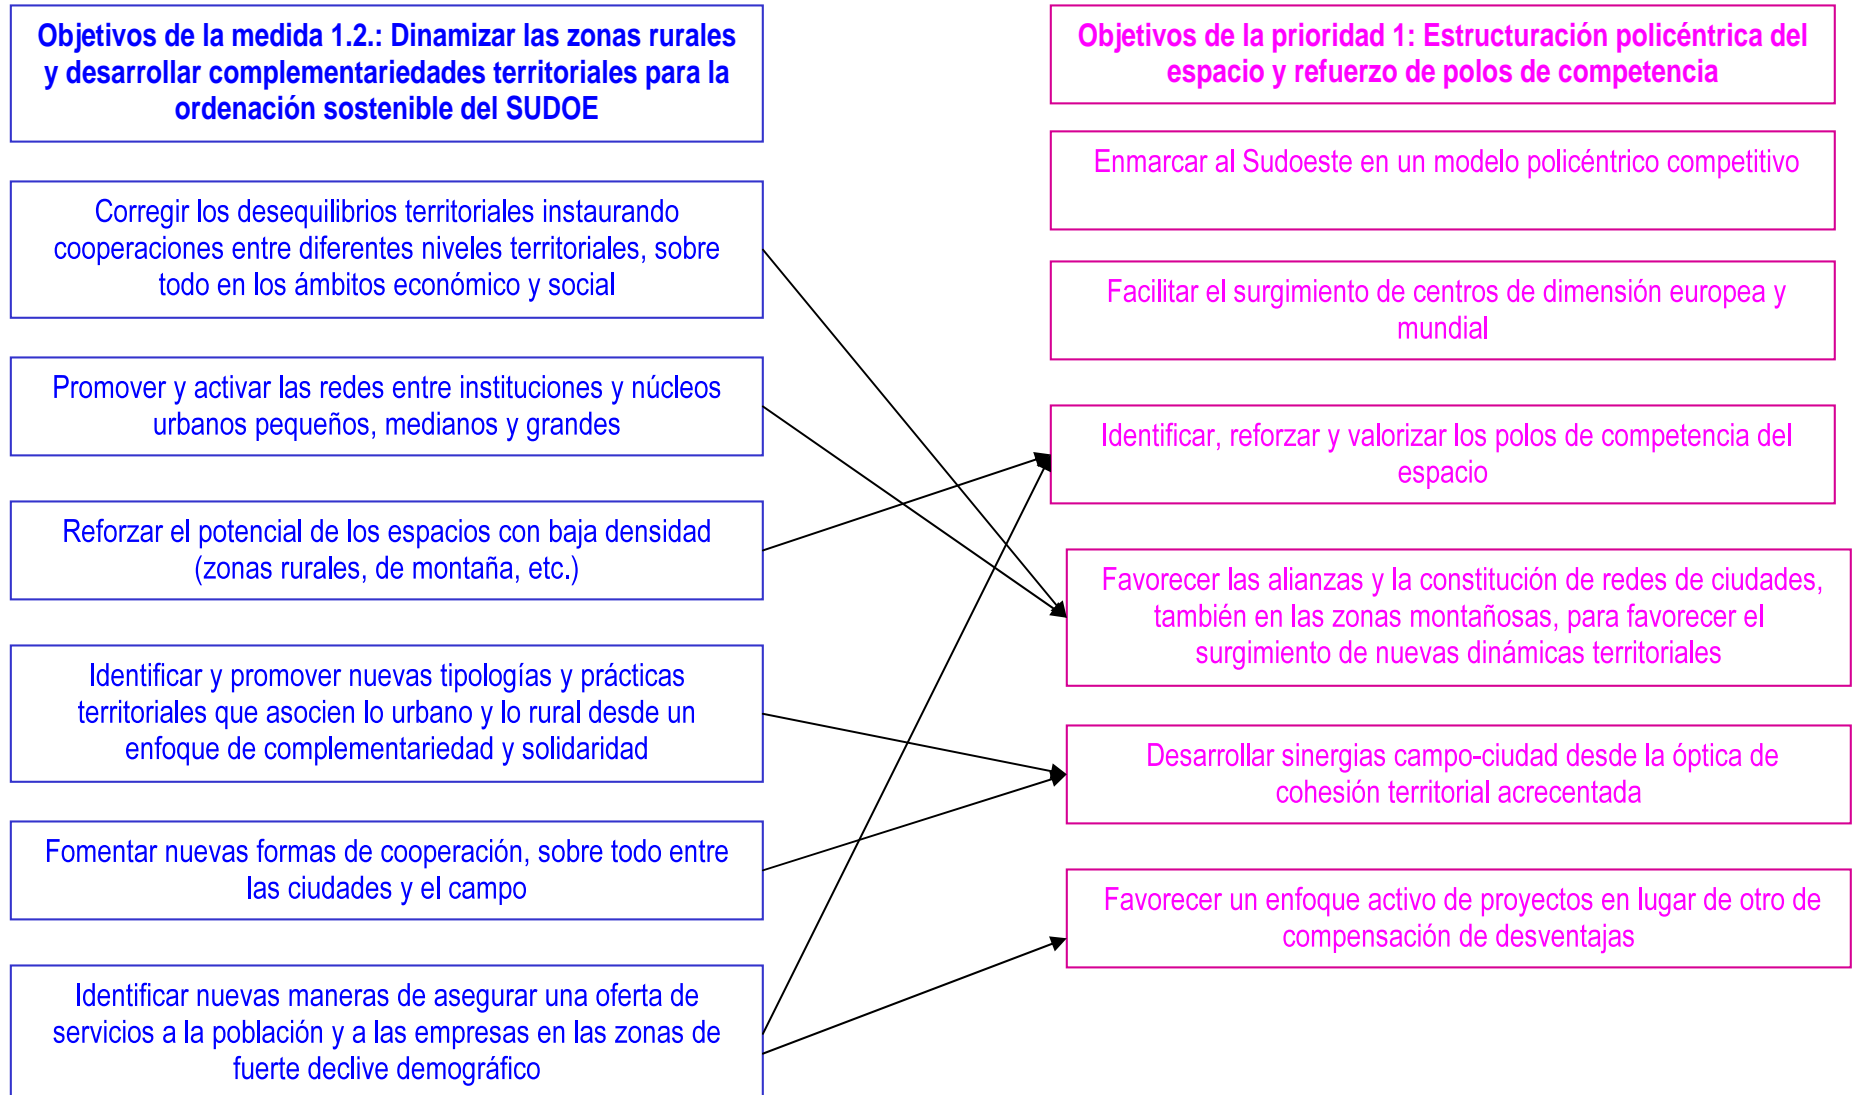 Objetivos de la medida 1.2.: Dinamizar las zonas rurales
y desarrollar complementariedades territoriales para la
ordenación sostenible del SUDOE
Corregir los desequilibrios territoriales instaurando
cooperaciones entre diferentes niveles territoriales, sobre
todo en los ámbitos económico y social
Promover y activar las redes entre instituciones y núcleos
urbanos pequeños, medianos y grandes
Reforzar el potencial de los espacios con baja densidad
(zonas rurales, de montaña, etc.)
Identificar y promover nuevas tipologías y prácticas
territoriales que asocien lo urbano y lo rural desde un
enfoque de complementariedad y solidaridad
Fomentar nuevas formas de cooperación, sobre todo entre
las ciudades y el campo
Identificar nuevas maneras de asegurar una oferta de
servicios a la población y a las empresas en las zonas de
fuerte declive demográfico
Objetivos de la prioridad 1: Estructuración policéntrica del
espacio y refuerzo de polos de competencia
Enmarcar al Sudoeste en un modelo policéntrico competitivo
Facilitar el surgimiento de centros de dimensión europea y
mundial
Identificar, reforzar y valorizar los polos de competencia del
espacio
Favorecer las alianzas y la constitución de redes de ciudades,
también en las zonas montañosas, para favorecer el
surgimiento de nuevas dinámicas territoriales
Desarrollar sinergias campo-ciudad desde la óptica de
cohesión territorial acrecentada
Favorecer un enfoque activo de proyectos en lugar de otro de
compensación de desventajas